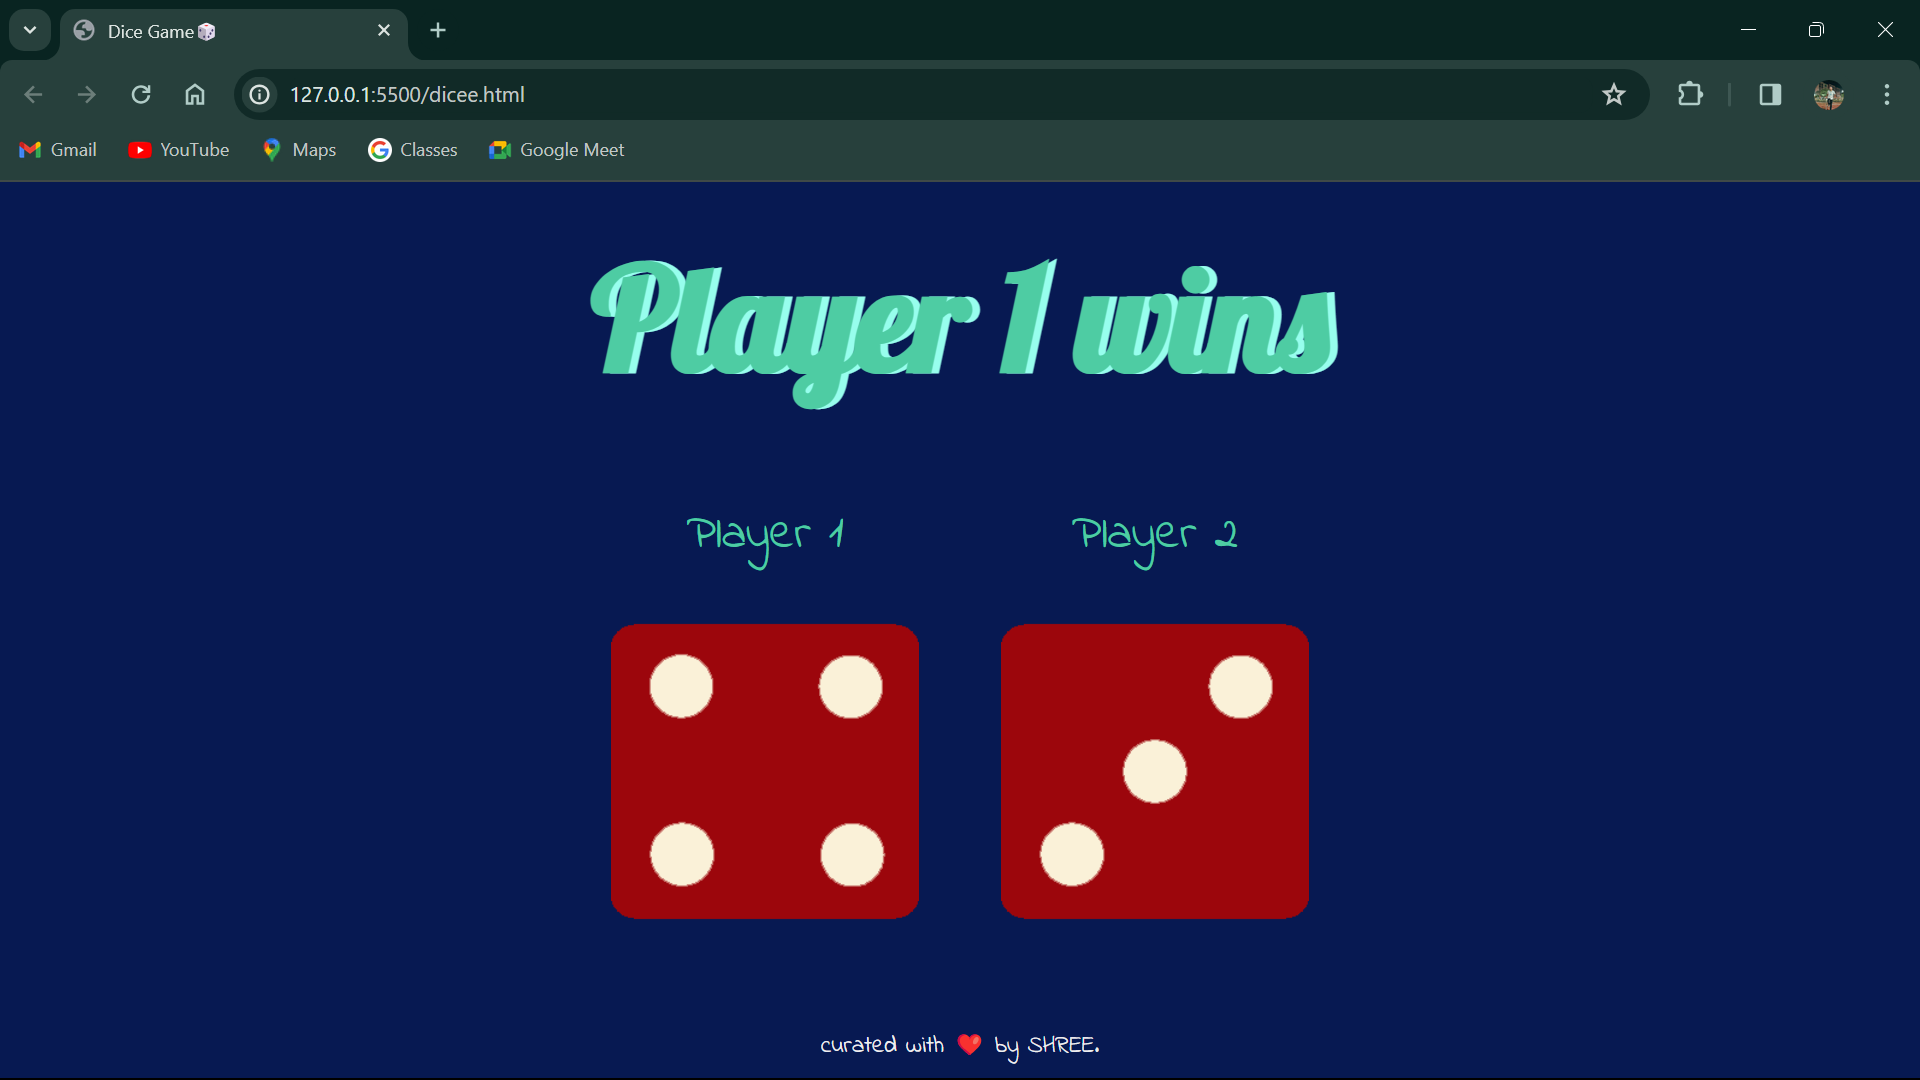 Dice Game🎲
127.0.0.1:5500/dicee.html
Gmail YouTube Maps Classes Google Meet
Player 1 wins
Player 1 Player 2
curated with ❤️ by SHREE.